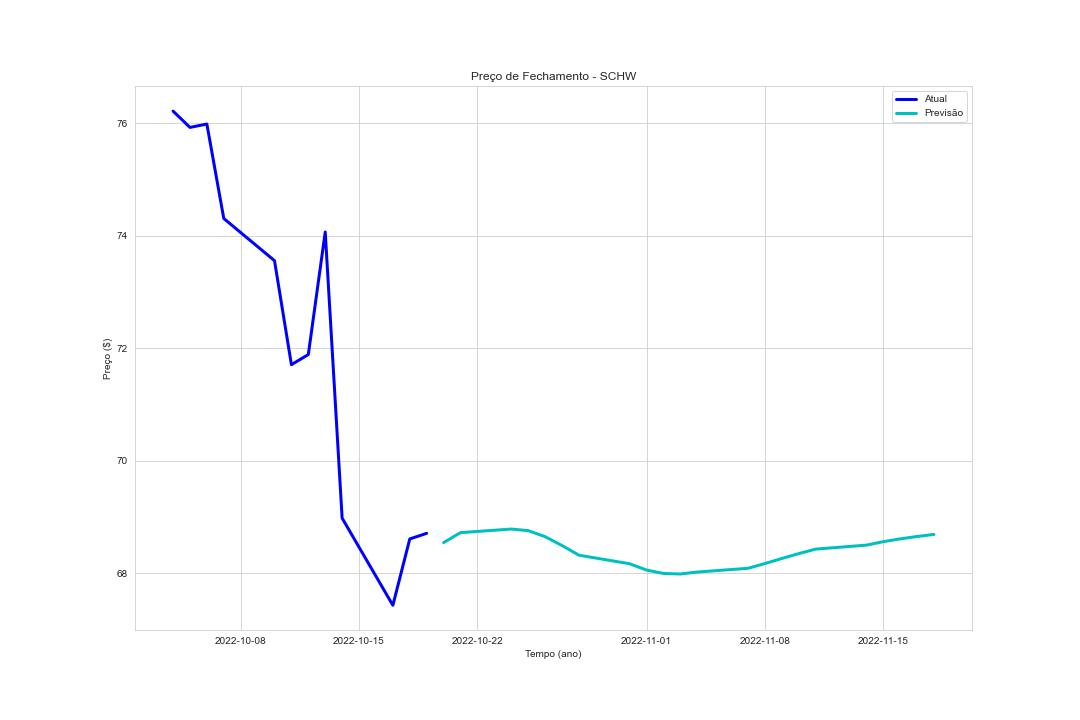 Preço de Fechamento - SCHW
Atual
Previsão
76
74
72
70
68
Preço ($)
2022-10-08
2022-10-15
2022-10-22
2022-11-01
2022-11-08
2022-11-15
Tempo (ano)